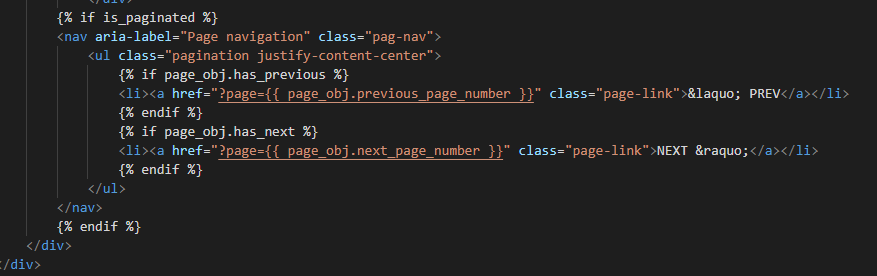 </div>
{% if is_paginated %}
<nav aria-label="Page navigation" class="pag-nav">
<ul class="pagination justify-content-center">
{% if page_obj.has_previous %}
<li><a href="?page={{ page_obj.previous_page_number }}" class="page-link">&laquo; PREV</a></li>
{% endif %}
{% if page_obj.has_next %}
<li><a href="?page={{ page_obj.next_page_number }}" class="page-link">NEXT &raquo;</a></li>
{% endif %}
</ul>
</nav>
{% endif %}
</div>
</div>